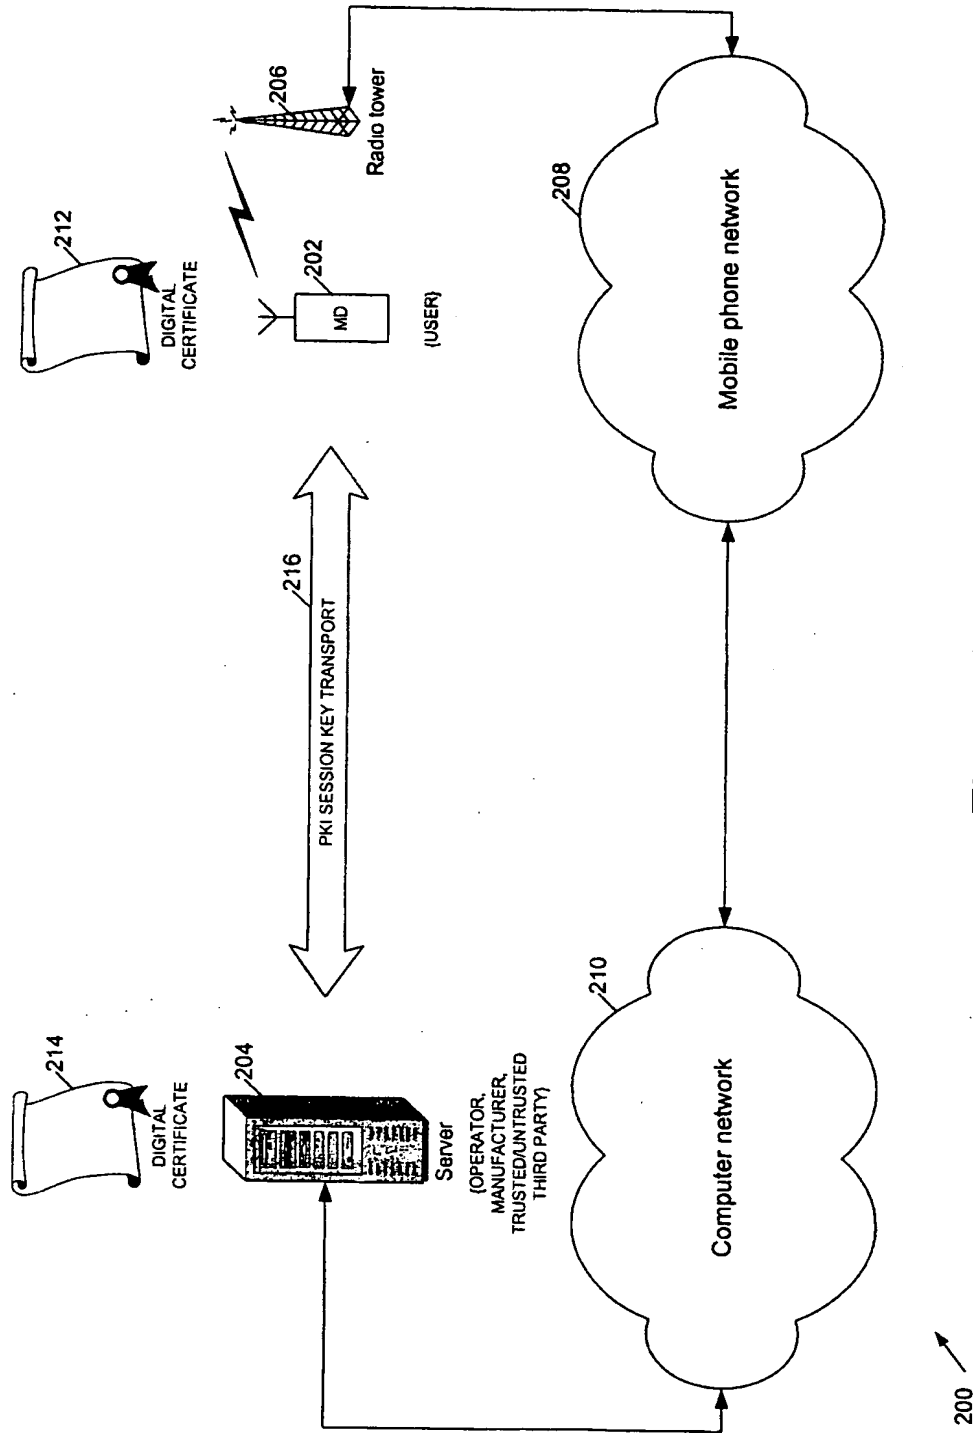 214
DIGITAL
CERTIFICATE
204
Server
{OPERATOR,
MANUFACTURER,
TRUSTED/UNTRUSTED
THIRD PARTY}
216
PKI SESSION KEY TRANSPORT
212
DIGITAL
CERTIFICATE
202
MD
{USER}
206
Radio tower
210
Computer network
208
Mobile phone network
200